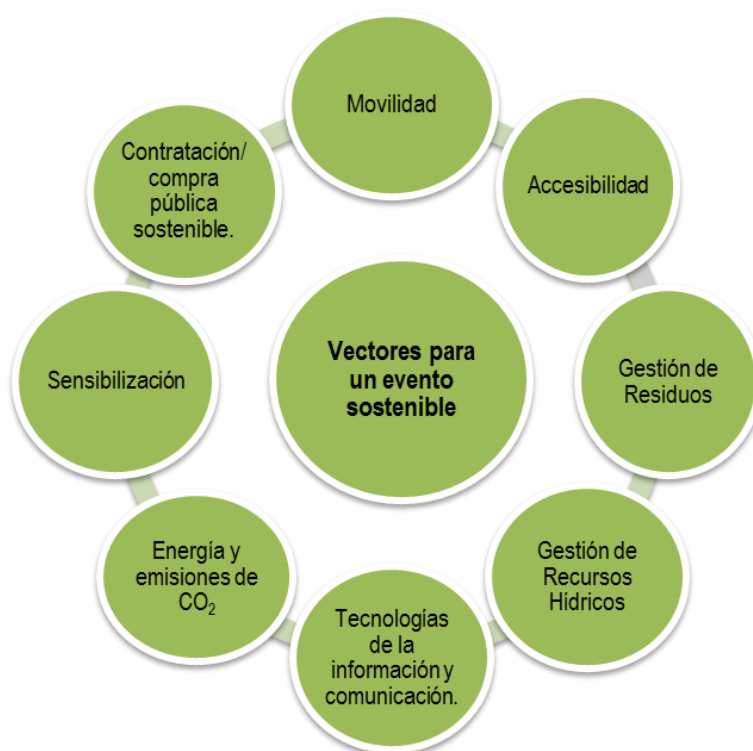 Movilidad
Accesibilidad
Gestión de
Residuos
Gestión de
Recursos
Hídricos
Tecnologías
de la
información y
comunicación.
Energía y
emisiones de
CO₂
Sensibilización
Contratación/
compra
pública
sostenible.
Vectores para
un evento
sostenible